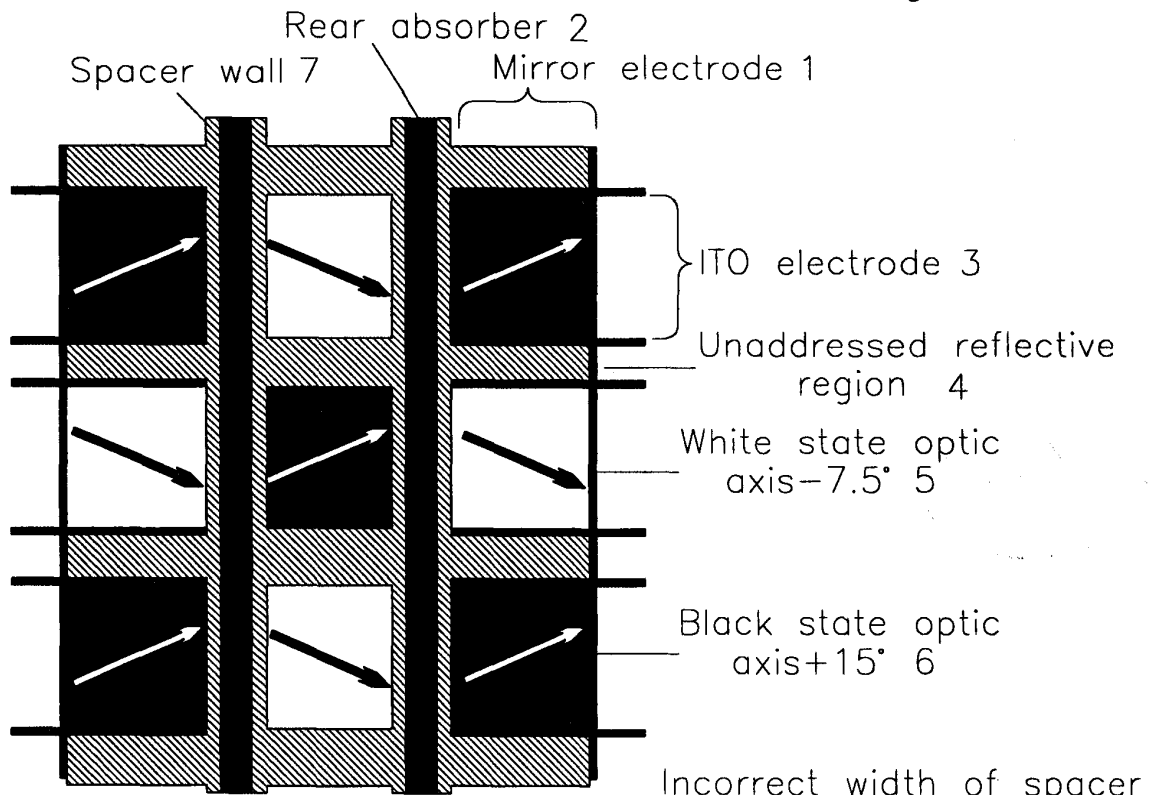 Rear absorber 2
Spacer wall 7
Mirror electrode 1
ITO electrode 3
Unaddressed reflective
region 4
White state optic
axis-7.5° 5
Black state optic
axis+15° 6
Incorrect width of spacer